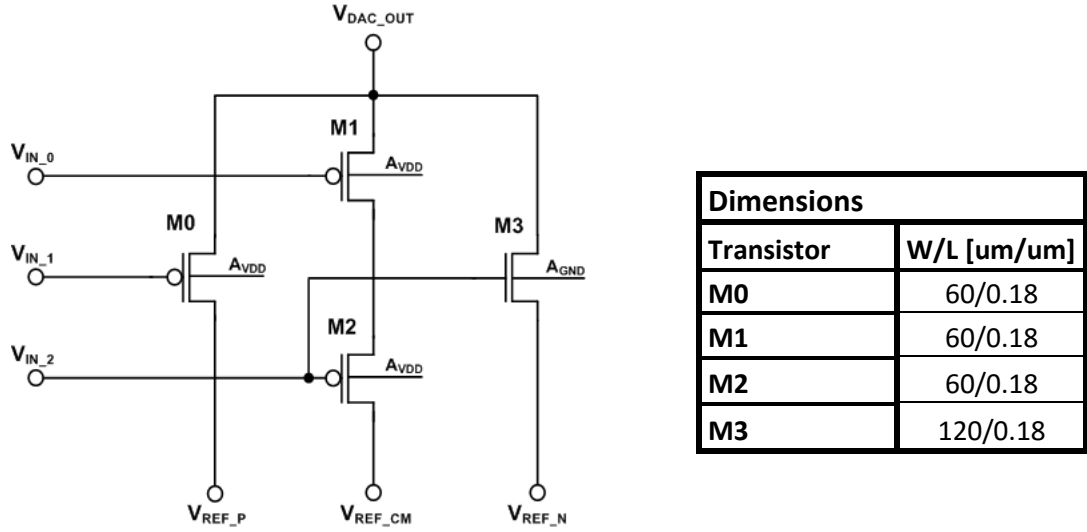 VDAC_OUT
M1
VIN_0
AVDD
M0
M3
VIN_1
AVDD
AGND
M2
VIN_2
AVDD
VREF_P
VREF_CM
VREF_N
Dimensions
Transistor W/L [um/um]
M0 60/0.18
M1 60/0.18
M2 60/0.18
M3 120/0.18